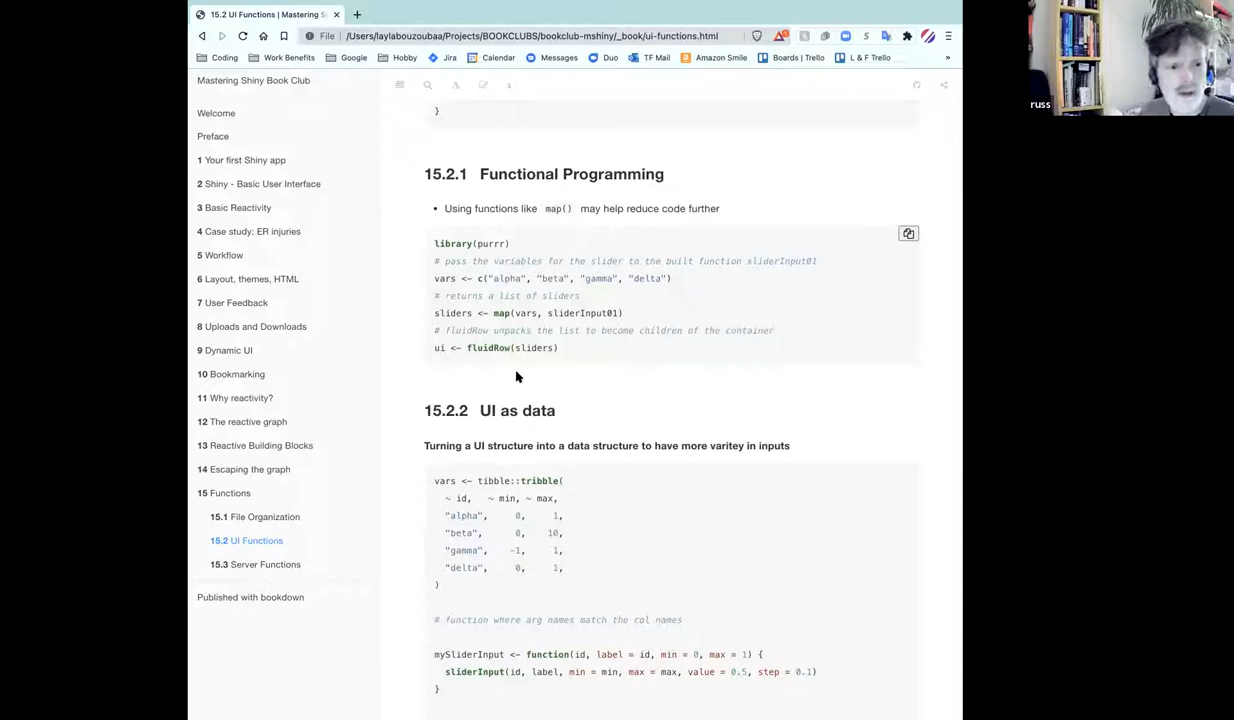 15.2 UI Functions | Mastering S
File
/Users/laylabouzoubaa/Projects/BOOKCLUBS/bookclub-mshiny/_book/ui-functions.html
Coding
Work Benefits
Google
Hobby
Jira
Calendar
Messages
Duo
TF Mail
Amazon Smile
Boards | Trello
L & F Trello
»
russ
Mastering Shiny Book Club
Welcome
Preface
1 Your first Shiny app
2 Shiny - Basic User Interface
3 Basic Reactivity
4 Case study: ER injuries
5 Workflow
6 Layout, themes, HTML
7 User Feedback
8 Uploads and Downloads
9 Dynamic UI
10 Bookmarking
11 Why reactivity?
12 The reactive graph
13 Reactive Building Blocks
14 Escaping the graph
15 Functions
15.1 File Organization
15.2 UI Functions
15.3 Server Functions
Published with bookdown
}
15.2.1 Functional Programming
• Using functions like map() may help reduce code further
library(purrr)
# pass the variables for the slider to the built function sliderInput01
vars <- c("alpha", "beta", "gamma", "delta")
# returns a list of sliders
sliders <- map(vars, sliderInput01)
# fluidRow unpacks the list to become children of the container
ui <- fluidRow(sliders)
15.2.2 UI as data
Turning a UI structure into a data structure to have more varitey in inputs
vars <- tibble::tribble(
~ id, ~ min, ~ max,
"alpha", 0, 1,
"beta", 0, 10,
"gamma", -1, 1,
"delta", 0, 1,
)
# function where arg names match the col names
mySliderInput <- function(id, label = id, min = 0, max = 1) {
sliderInput(id, label, min = min, max = max, value = 0.5, step = 0.1)
}